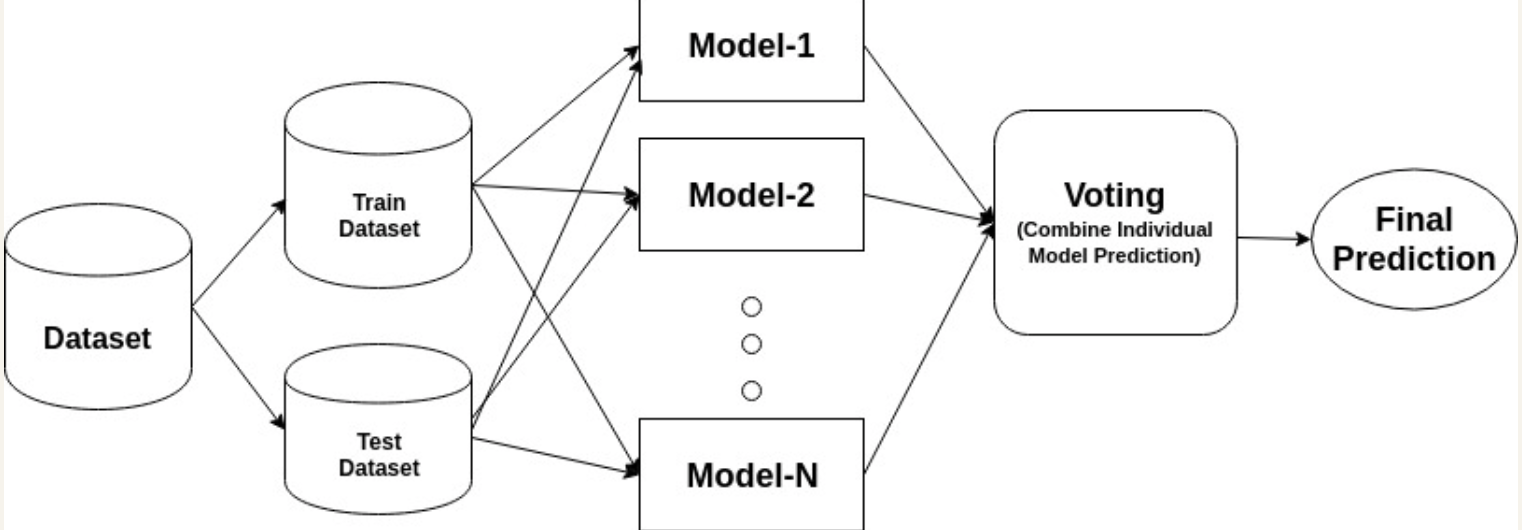 Dataset
Train
Dataset
Test
Dataset
Model-1
Model-2
Model-N
Voting
(Combine Individual
Model Prediction)
Final
Prediction